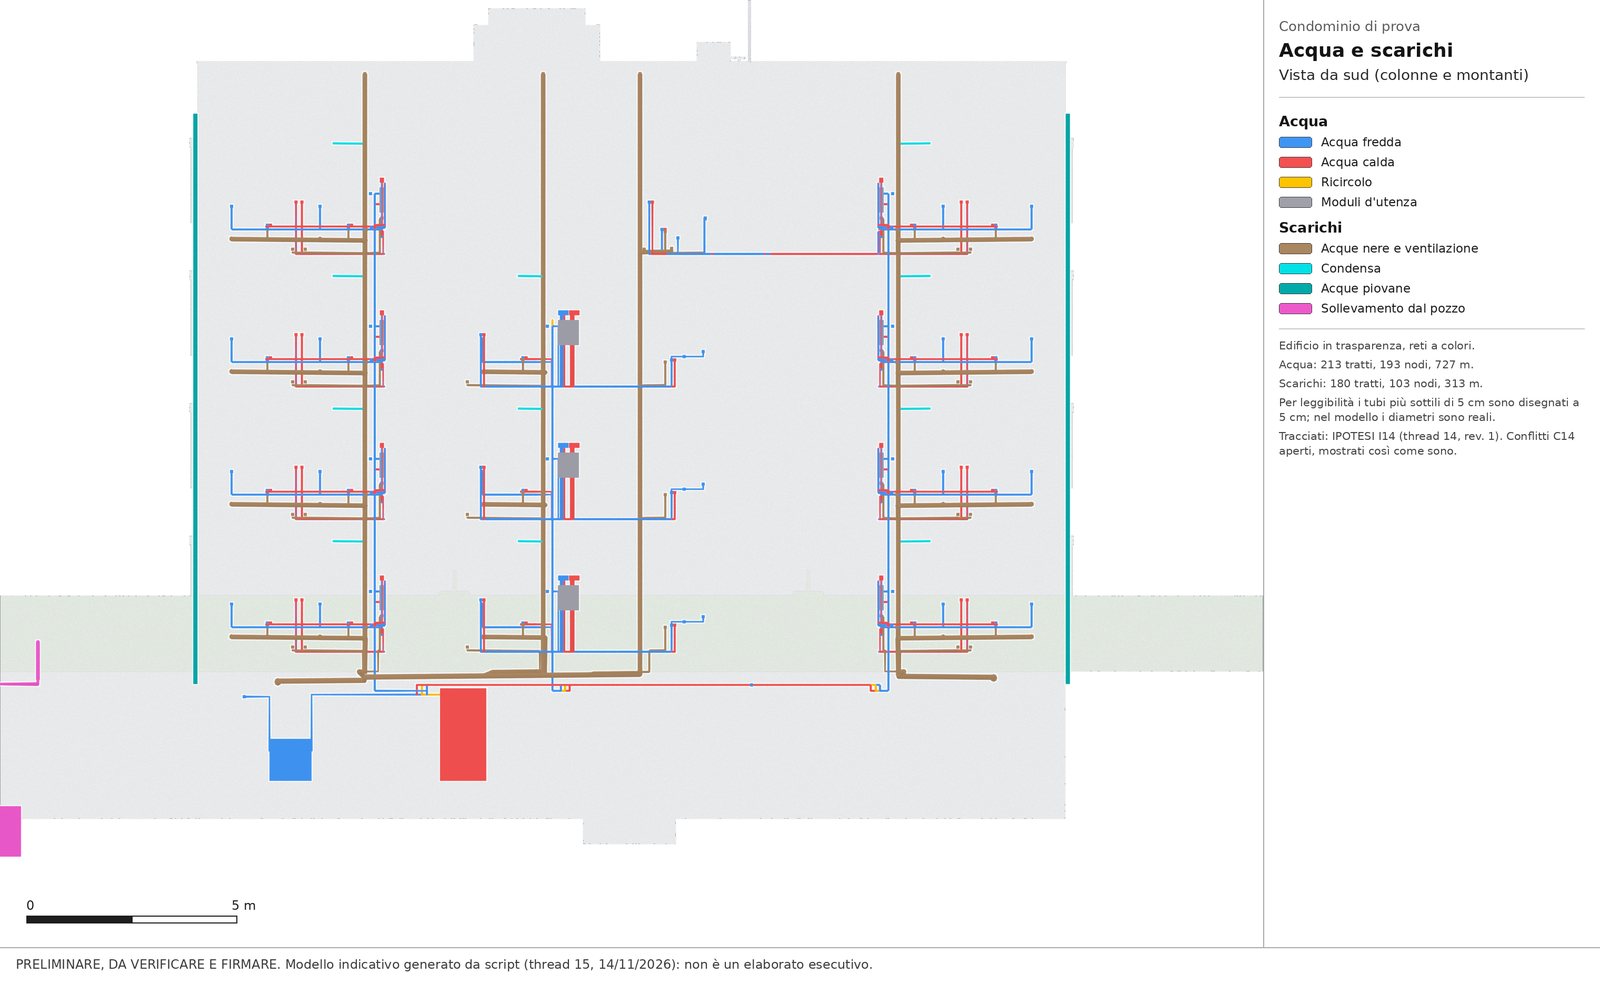 Condominio di prova
Acqua e scarichi
Vista da sud (colonne e montanti)
Acqua
Acqua fredda
Acqua calda
Ricircolo
Moduli d'utenza
Scarichi
Acque nere e ventilazione
Condensa
Acque piovane
Sollevamento dal pozzo
Edificio in trasparenza, reti a colori.
Acqua: 213 tratti, 193 nodi, 727 m.
Scarichi: 180 tratti, 103 nodi, 313 m.
Per leggibilità i tubi più sottili di 5 cm sono disegnati a
5 cm; nel modello i diametri sono reali.
Tracciati: IPOTESI I14 (thread 14, rev. 1). Conflitti C14
aperti, mostrati così come sono.
0 5 m
PRELIMINARE, DA VERIFICARE E FIRMARE. Modello indicativo generato da script (thread 15, 14/11/2026): non è un elaborato esecutivo.